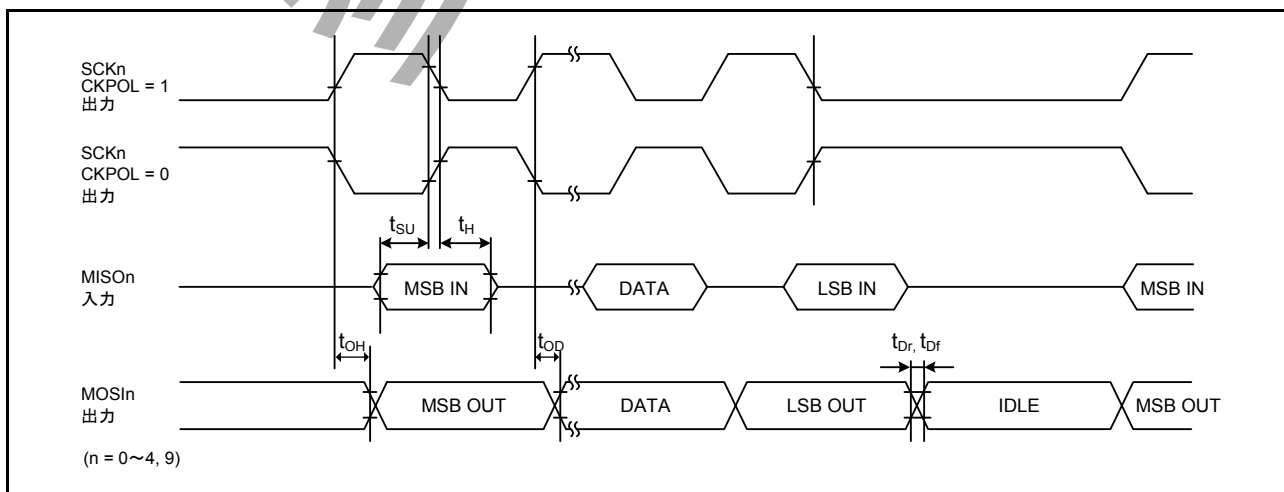 SCKn
CKPOL = 1
出力
SCKn
CKPOL = 0
出力
tSU
tH
MISOn
入力
MSB IN
DATA
LSB IN
MSB IN
tOH
tOD
tDr, tDf
MOSIn
出力
MSB OUT
DATA
LSB OUT
IDLE
MSB OUT
(n = 0～4, 9)